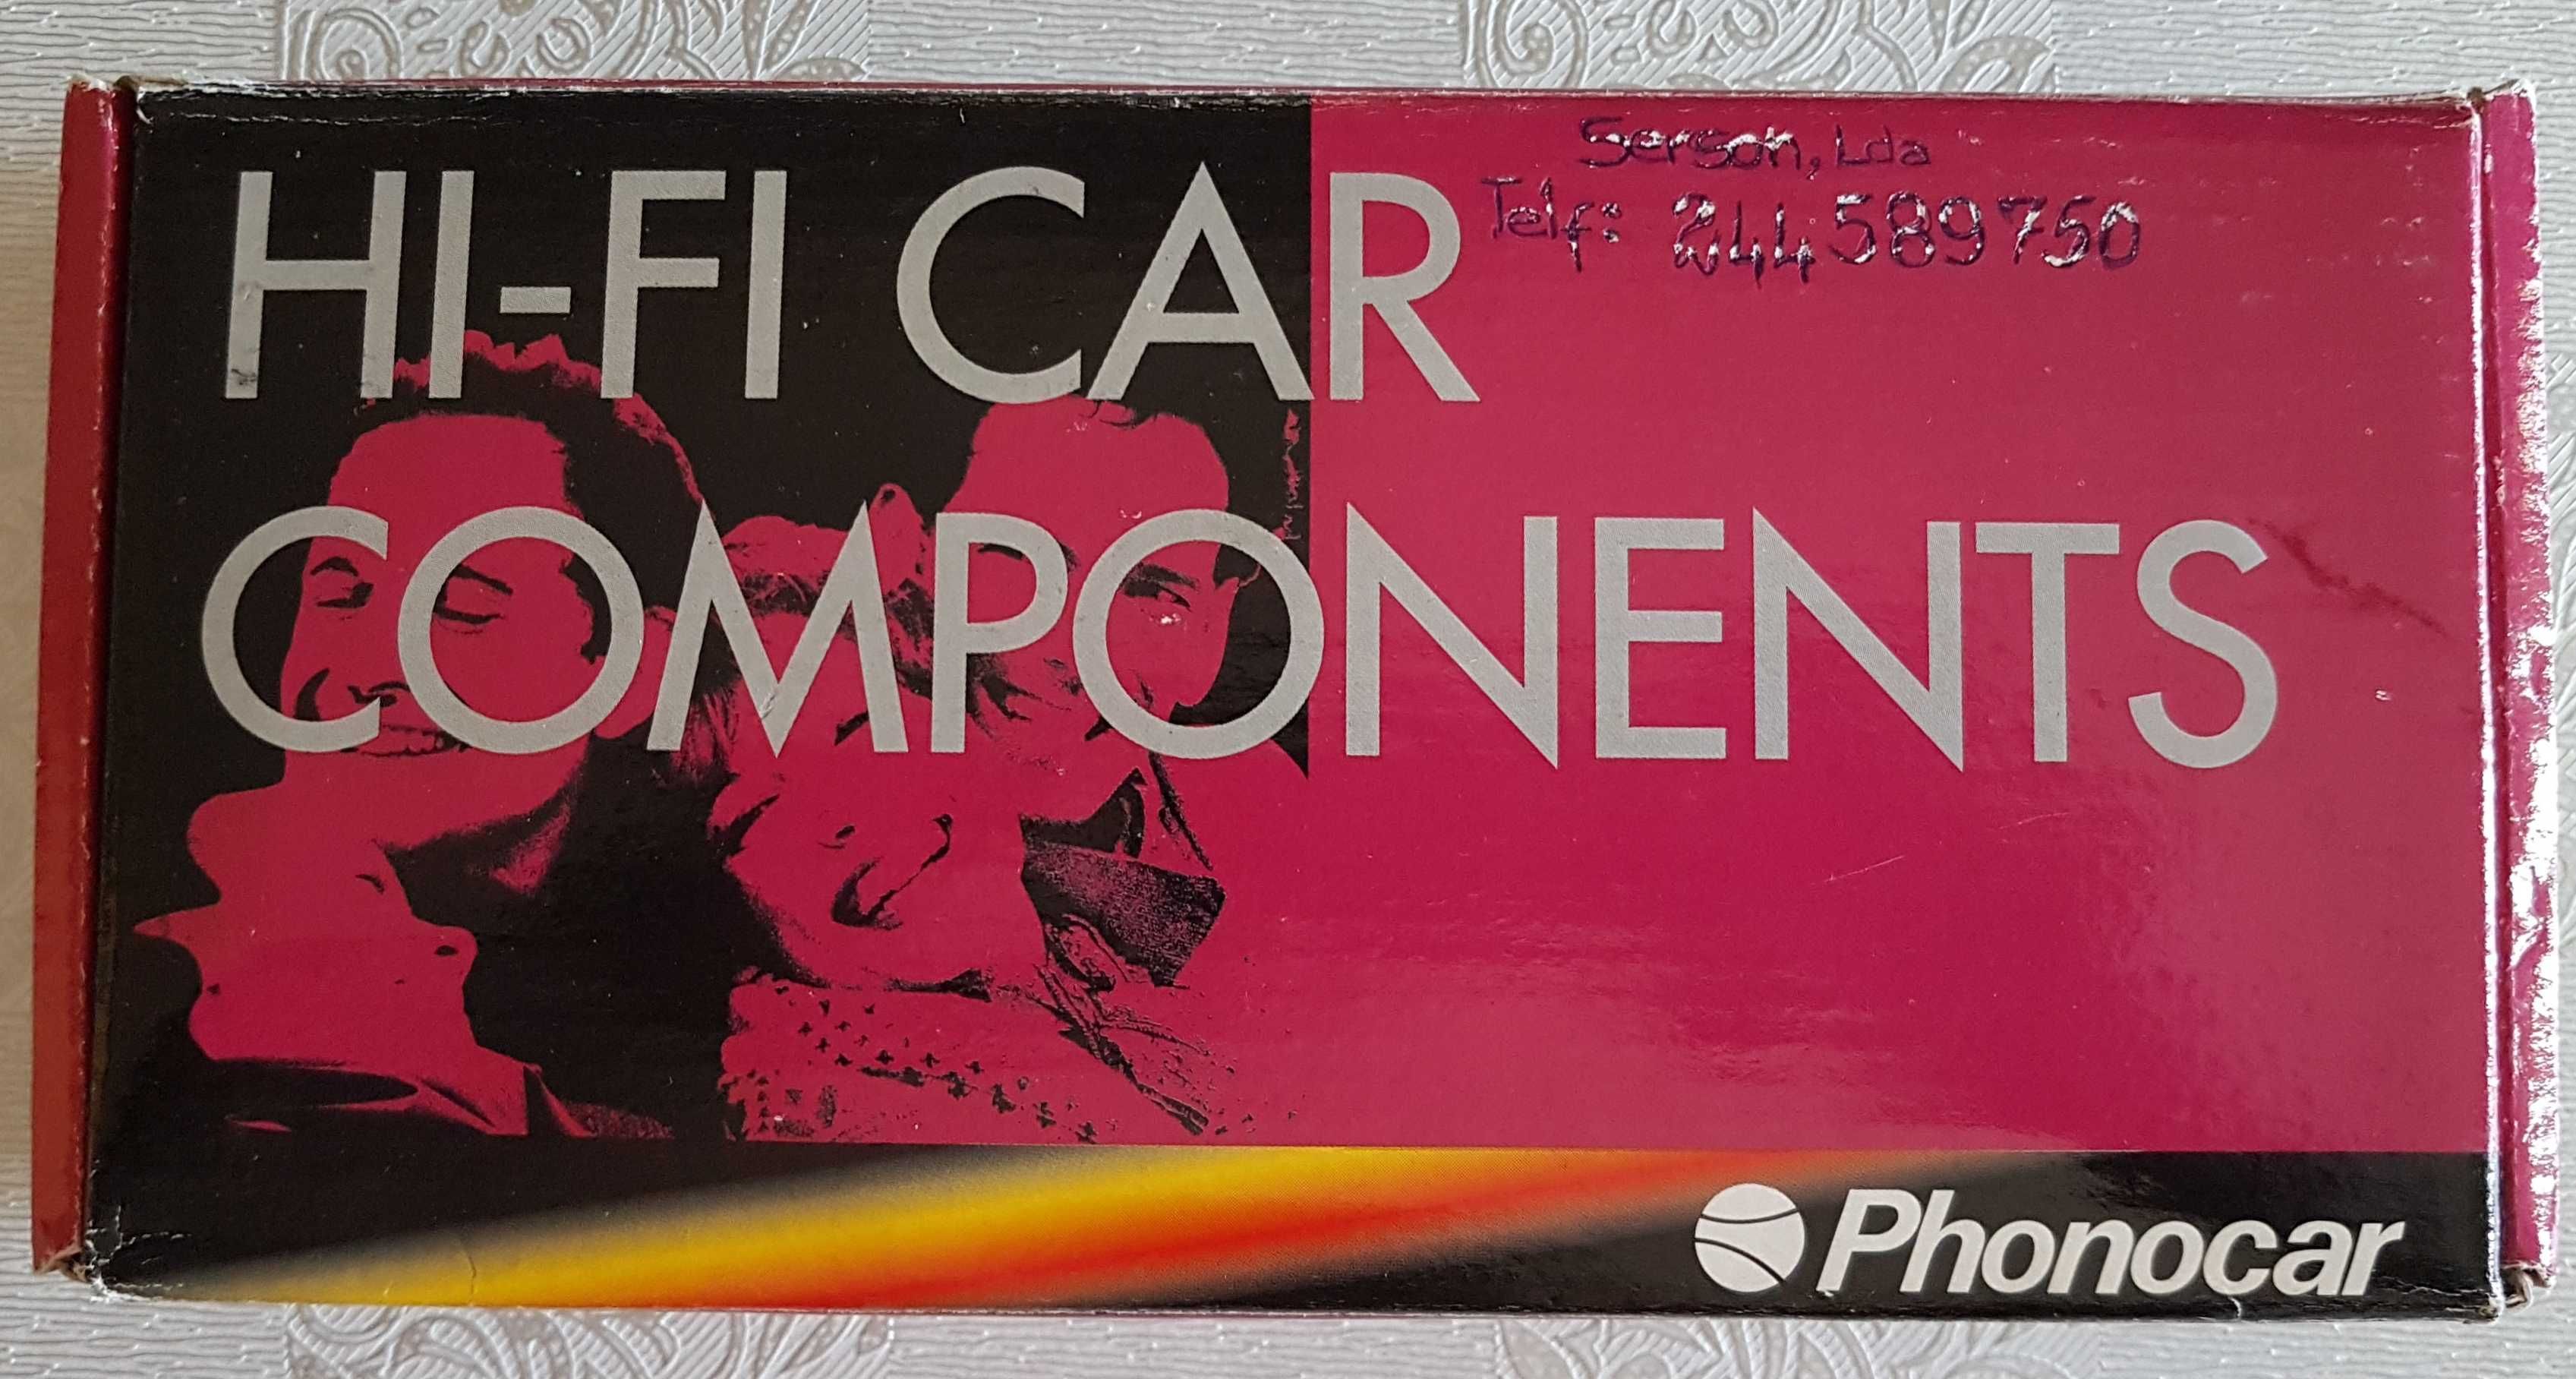 Serson, Lda
Telf: 244589750
HI-FI CAR
COMPONENTS
Phonocar